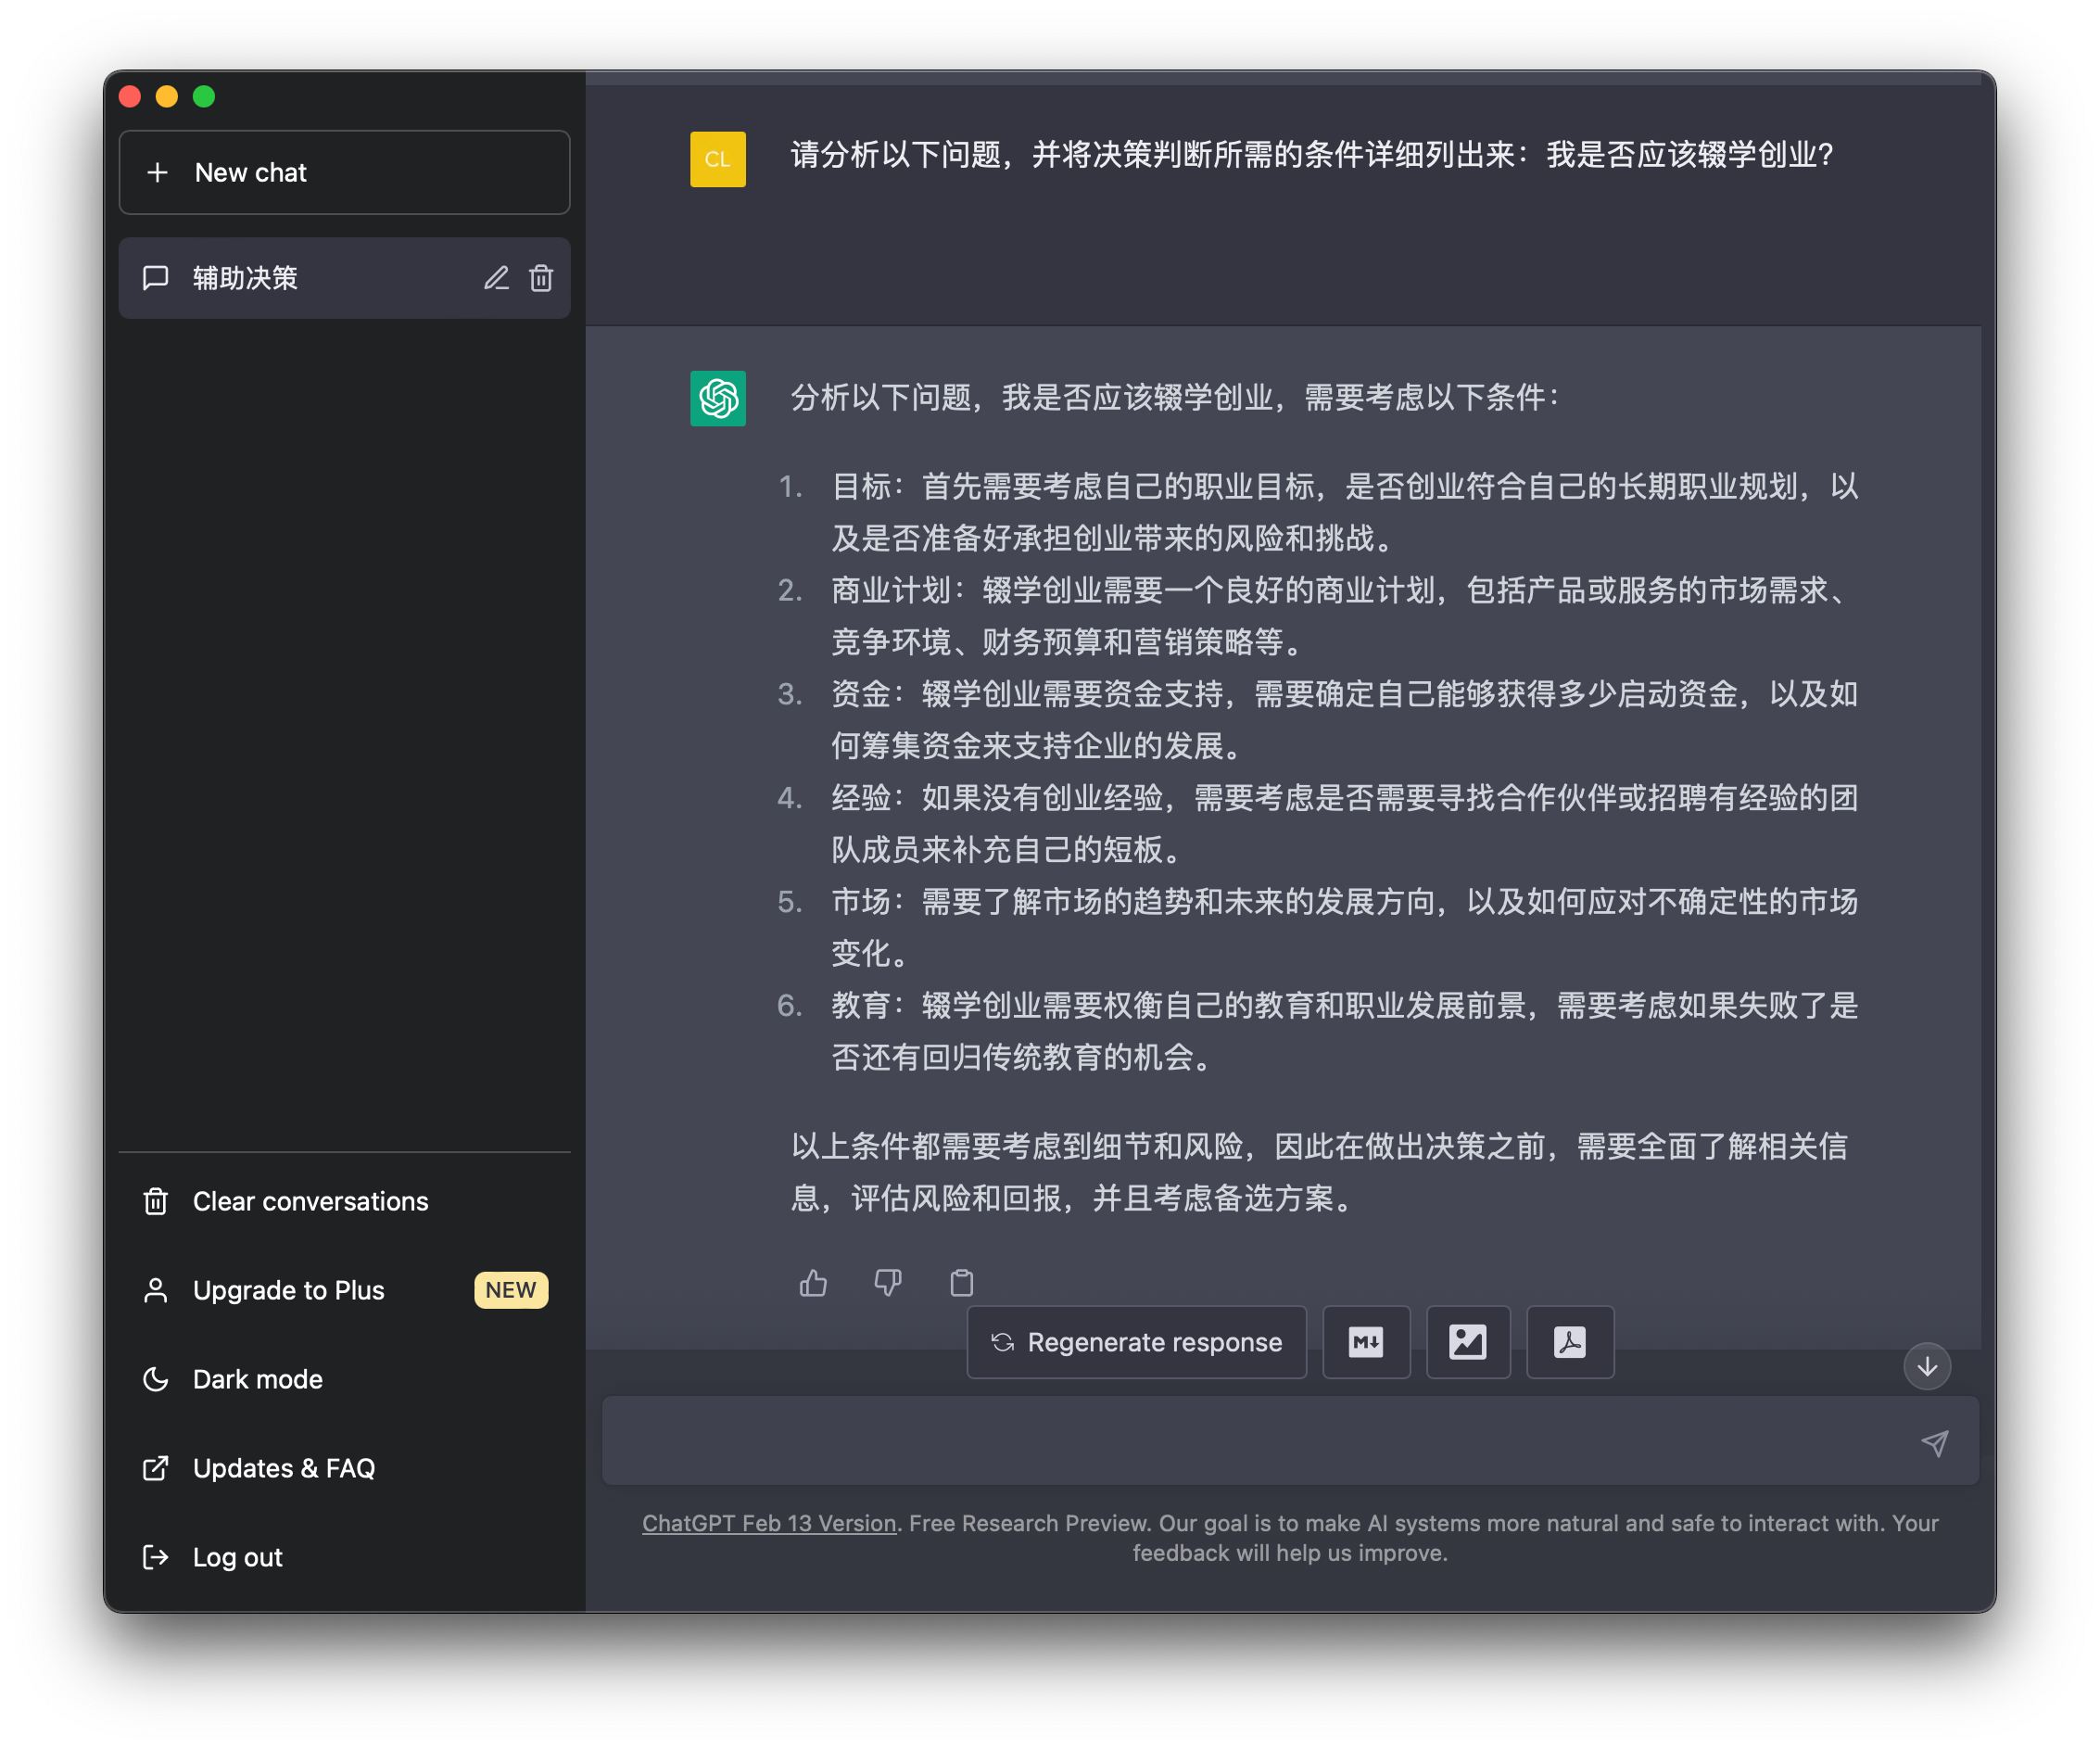 New chat
辅助决策
Clear conversations
Upgrade to Plus
NEW
Dark mode
Updates & FAQ
Log out
CL
请分析以下问题，并将决策判断所需的条件详细列出来：我是否应该辍学创业？
分析以下问题，我是否应该辍学创业，需要考虑以下条件：
1. 目标：首先需要考虑自己的职业目标，是否创业符合自己的长期职业规划，以
及是否准备好承担创业带来的风险和挑战。
2. 商业计划：辍学创业需要一个良好的商业计划，包括产品或服务的市场需求、
竞争环境、财务预算和营销策略等。
3. 资金：辍学创业需要资金支持，需要确定自己能够获得多少启动资金，以及如
何筹集资金来支持企业的发展。
4. 经验：如果没有创业经验，需要考虑是否需要寻找合作伙伴或招聘有经验的团
队成员来补充自己的短板。
5. 市场：需要了解市场的趋势和未来的发展方向，以及如何应对不确定性的市场
变化。
6. 教育：辍学创业需要权衡自己的教育和职业发展前景，需要考虑如果失败了是
否还有回归传统教育的机会。
以上条件都需要考虑到细节和风险，因此在做出决策之前，需要全面了解相关信
息，评估风险和回报，并且考虑备选方案。
Regenerate response
M
ChatGPT Feb 13 Version. Free Research Preview. Our goal is to make AI systems more natural and safe to interact with. Your
feedback will help us improve.